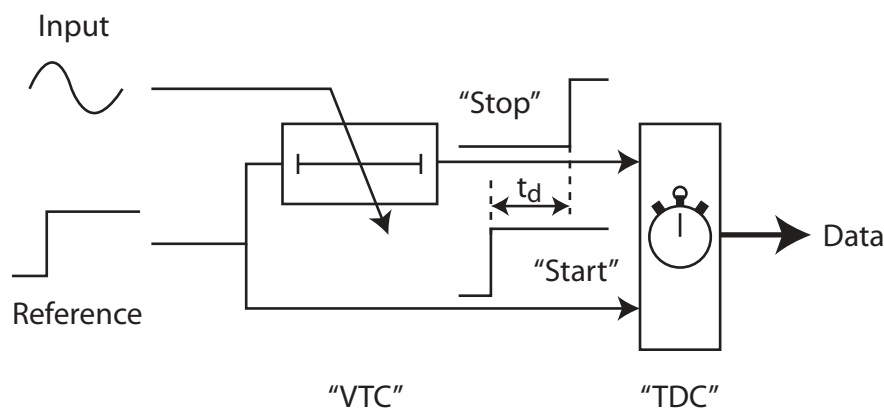 Input
“Stop”
t_d
“Start”
Reference
Data
“VTC”
“TDC”